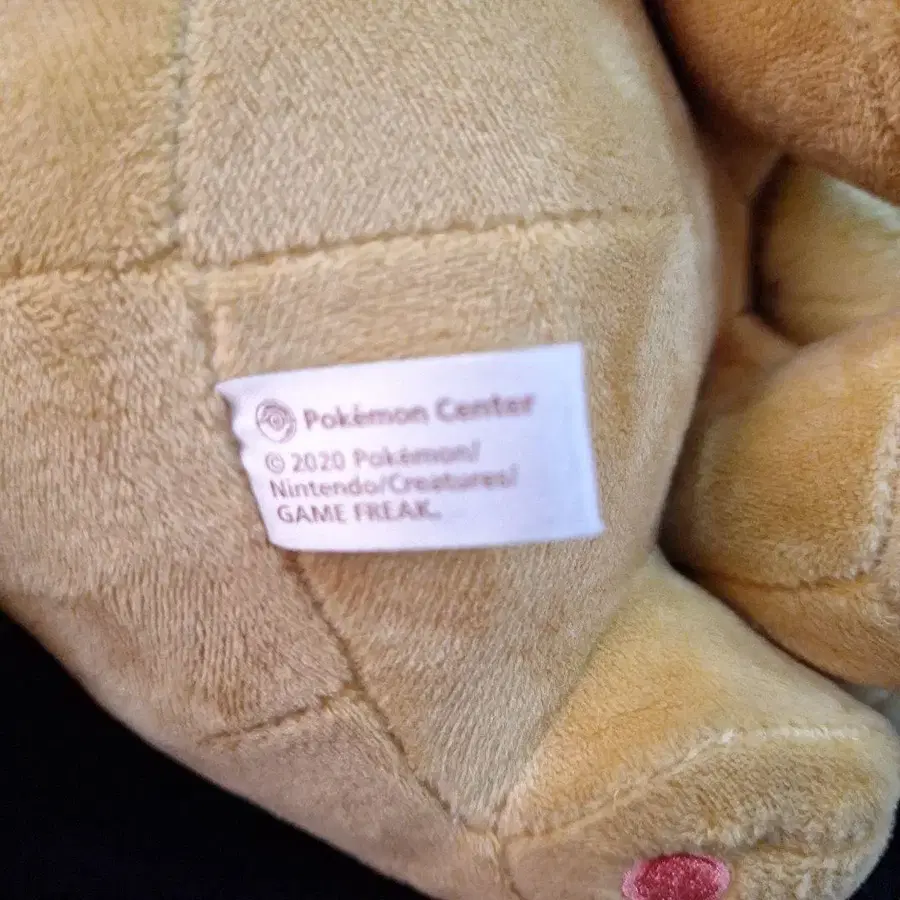 Pokémon Center
© 2020 Pokémon/
Nintendo/Creatures/
GAME FREAK.